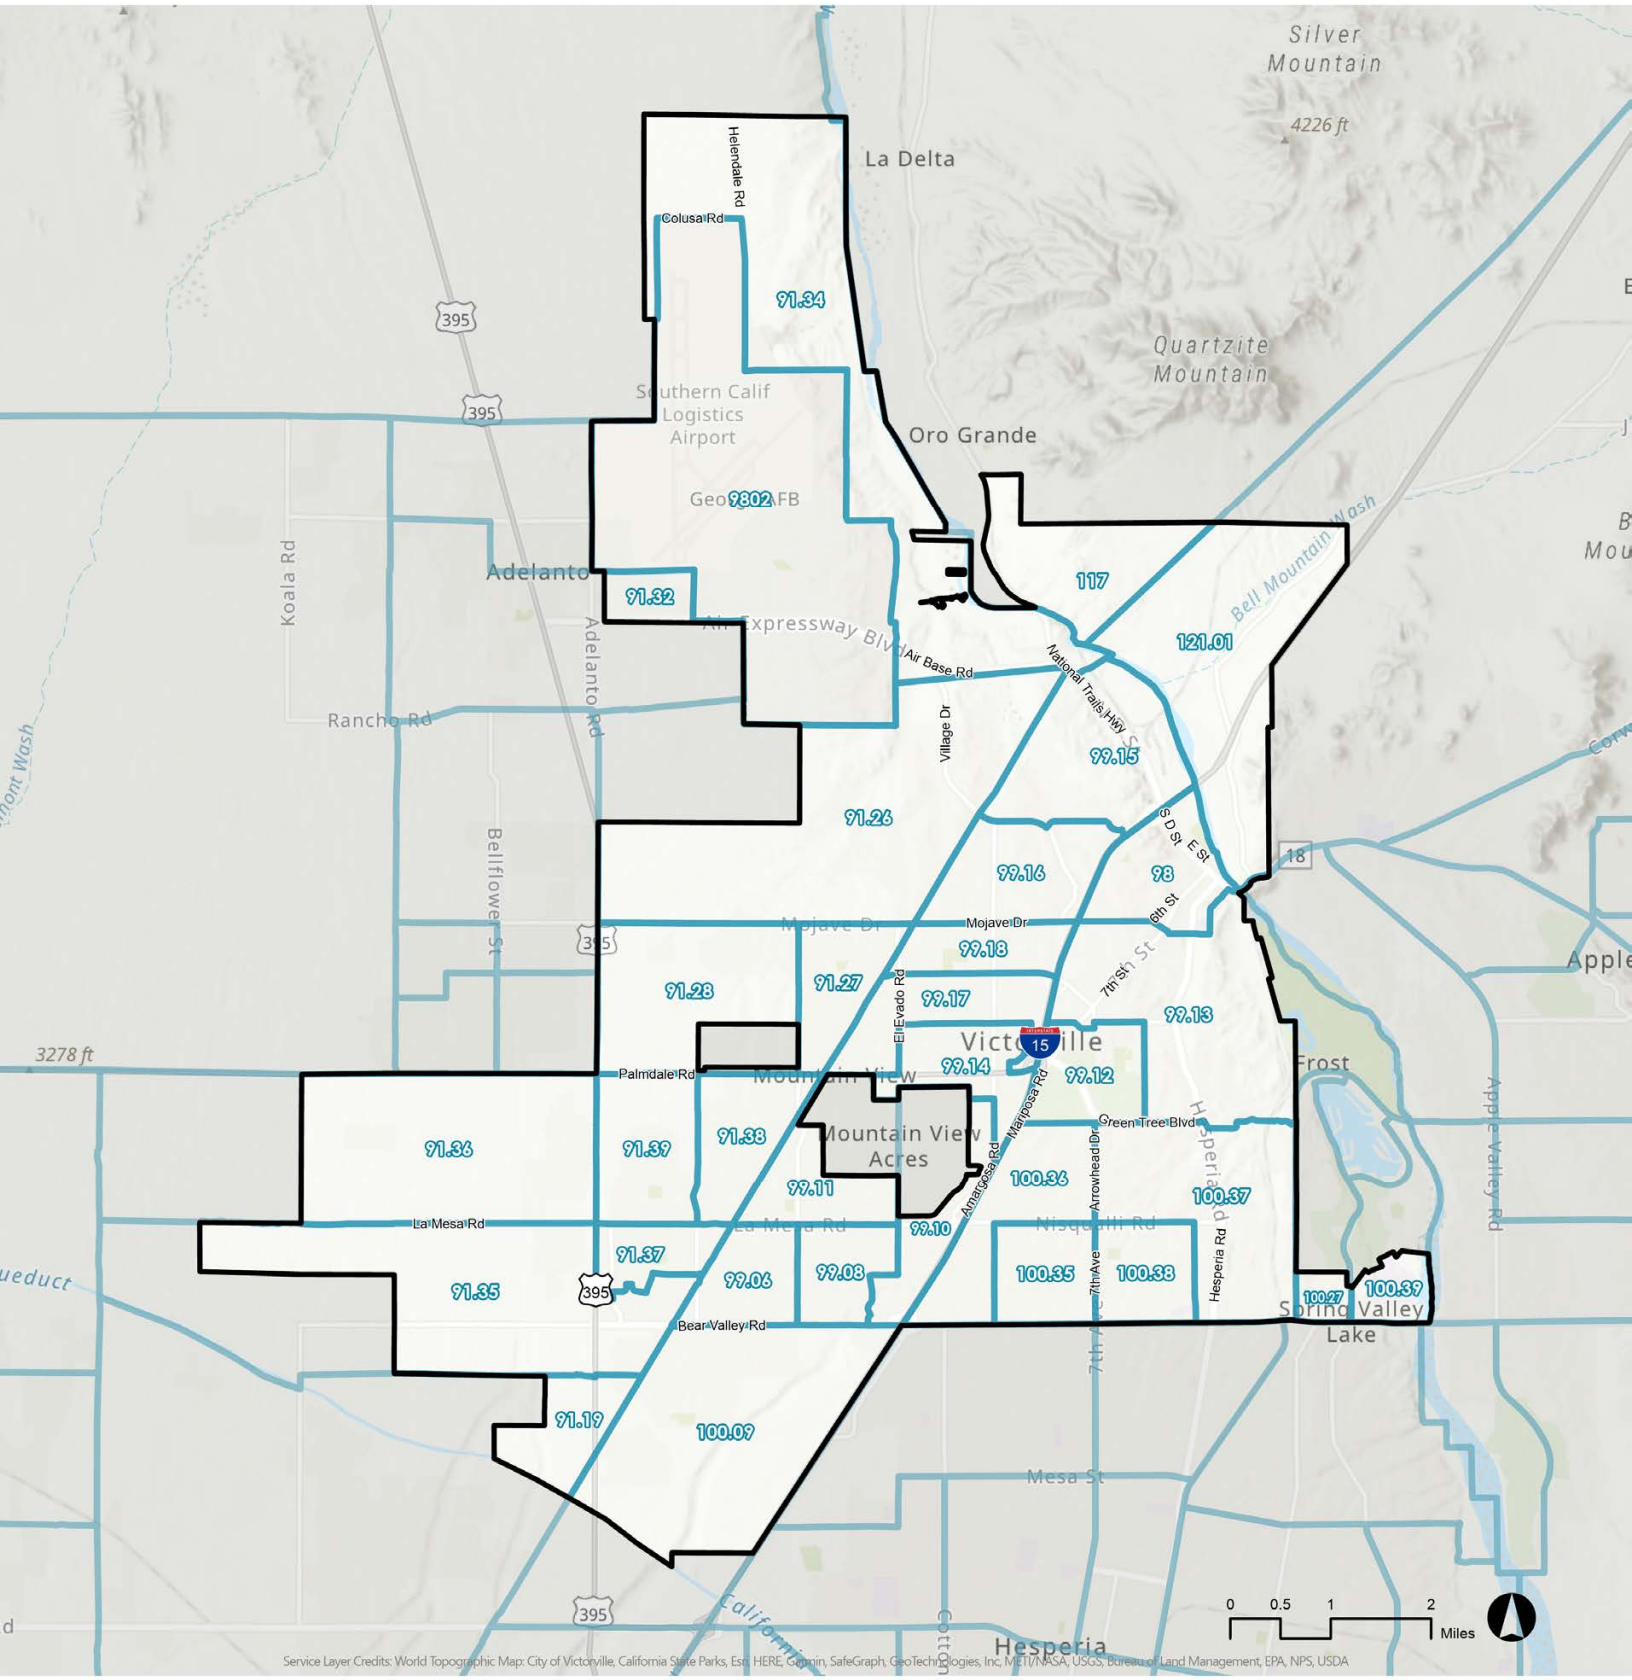 Silver
Mountain
4226 ft
La Delta
Helendale Rd
Colusa Rd
91.34
395
Quartzite
Mountain
Southern Calif
Logistics
Airport
395
Oro Grande
9802
Bell Mountain Wash
Koala Rd
Adelanto
91.32
117
Air Expressway Blvd
121.01
Adelanto Rd
Air Base Rd
National Trails Hwy
Rancho Rd
Village Dr
99.15
91.26
S D St
E St
18
Bellflower St
99.16
98
6th St
Mojave Dr
Mojave Dr
395
99.18
7th St
7th St
91.28
91.27
99.17
El Evado Rd
99.13
3278 ft
Victorville
15
Frost
Palmdale Rd
Mountain View
99.14
99.12
Mariposa Rd
Green Tree Blvd
Hesperia Rd
Apple Valley Rd
91.36
91.39
91.38
Mountain View
Acres
Amargosa Rd
Arrowhead Dr
100.36
99.11
100.37
La Mesa Rd
La Mesa Rd
99.10
Nisqualli Rd
91.37
99.06
99.08
100.35
7th Ave
100.38
Hesperia Rd
91.35
395
100.27
100.39
Bear Valley Rd
Spring Valley
Lake
7th Ave
91.19
100.09
Mesa St
395
California
0 0.5 1 2
Miles
Hesperia
Service Layer Credits: World Topographic Map: City of Victorville, California State Parks, Esri, HERE, Garmin, SafeGraph, GeoTechnologies, Inc, METI/NASA, USGS, Bureau of Land Management, EPA, NPS, USDA